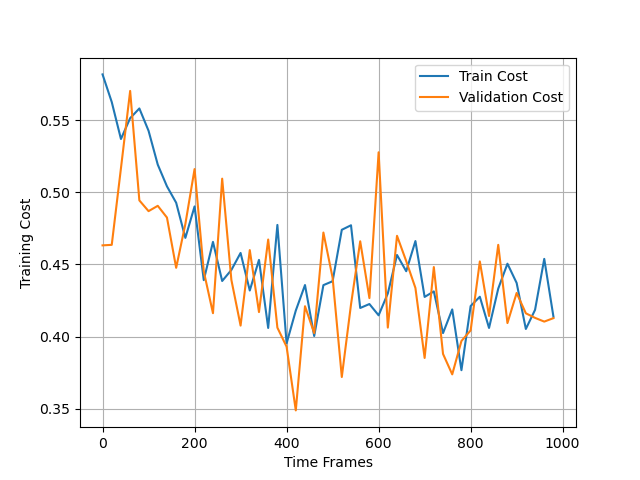 Train Cost
Validation Cost
0.55
0.50
0.45
0.40
0.35
Training Cost
0 200 400 600 800 1000
Time Frames